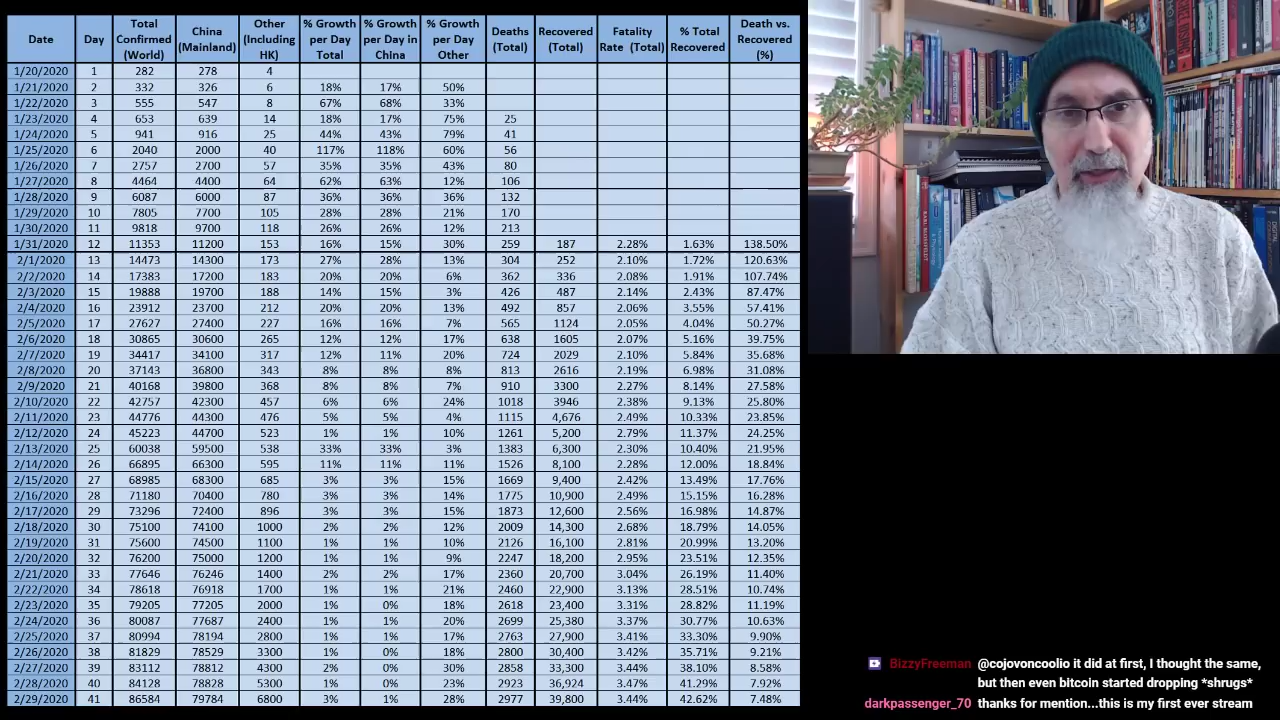 Date Day Total Confirmed (World) China (Mainland) Other (Including HK) % Growth per Day Total % Growth per Day in China % Growth per Day Other Deaths (Total) Recovered (Total) Fatality Rate (Total) % Total Recovered Death vs. Recovered (%)
1/20/2020 1 282 278 4
1/21/2020 2 332 326 6 18% 17% 50%
1/22/2020 3 555 547 8 67% 68% 33%
1/23/2020 4 653 639 14 18% 17% 75% 25
1/24/2020 5 941 916 25 44% 43% 79% 41
1/25/2020 6 2040 2000 40 117% 118% 60% 56
1/26/2020 7 2757 2700 57 35% 35% 43% 80
1/27/2020 8 4464 4400 64 62% 63% 12% 106
1/28/2020 9 6087 6000 87 36% 36% 36% 132
1/29/2020 10 7805 7700 105 28% 28% 21% 170
1/30/2020 11 9818 9700 118 26% 26% 12% 213
1/31/2020 12 11353 11200 153 16% 15% 30% 259 187 2.28% 1.63% 138.50%
2/1/2020 13 14473 14300 173 27% 28% 13% 304 252 2.10% 1.72% 120.63%
2/2/2020 14 17383 17200 183 20% 20% 6% 362 336 2.08% 1.91% 107.74%
2/3/2020 15 19888 19700 188 14% 15% 3% 426 487 2.14% 2.43% 87.47%
2/4/2020 16 23912 23700 212 20% 20% 13% 492 857 2.06% 3.55% 57.41%
2/5/2020 17 27627 27400 227 16% 16% 7% 565 1124 2.05% 4.04% 50.27%
2/6/2020 18 30865 30600 265 12% 12% 17% 638 1605 2.07% 5.16% 39.75%
2/7/2020 19 34417 34100 317 12% 11% 20% 724 2029 2.10% 5.84% 35.68%
2/8/2020 20 37143 36800 343 8% 8% 8% 813 2616 2.19% 6.98% 31.08%
2/9/2020 21 40168 39800 368 8% 8% 7% 910 3300 2.27% 8.14% 27.58%
2/10/2020 22 42757 42300 457 6% 6% 24% 1018 3946 2.38% 9.13% 25.80%
2/11/2020 23 44776 44300 476 5% 5% 4% 1115 4,676 2.49% 10.33% 23.85%
2/12/2020 24 45223 44700 523 1% 1% 10% 1261 5,200 2.79% 11.37% 24.25%
2/13/2020 25 60038 59500 538 33% 33% 3% 1383 6,300 2.30% 10.40% 21.95%
2/14/2020 26 66895 66300 595 11% 11% 11% 1526 8,100 2.28% 12.00% 18.84%
2/15/2020 27 68985 68300 685 3% 3% 15% 1669 9,400 2.42% 13.49% 17.76%
2/16/2020 28 71180 70400 780 3% 3% 14% 1775 10,900 2.49% 15.15% 16.28%
2/17/2020 29 73296 72400 896 3% 3% 15% 1873 12,600 2.56% 16.98% 14.87%
2/18/2020 30 75100 74100 1000 2% 2% 12% 2009 14,300 2.68% 18.79% 14.05%
2/19/2020 31 75600 74500 1100 1% 1% 10% 2126 16,100 2.81% 20.99% 13.20%
2/20/2020 32 76200 75000 1200 1% 1% 9% 2247 18,200 2.95% 23.51% 12.35%
2/21/2020 33 77646 76246 1400 2% 2% 17% 2360 20,700 3.04% 26.19% 11.40%
2/22/2020 34 78618 76918 1700 1% 1% 21% 2460 22,900 3.13% 28.51% 10.74%
2/23/2020 35 79205 77205 2000 1% 0% 18% 2618 23,400 3.31% 28.82% 11.19%
2/24/2020 36 80087 77687 2400 1% 1% 20% 2699 25,380 3.37% 30.77% 10.63%
2/25/2020 37 80994 78194 2800 1% 1% 17% 2763 27,900 3.41% 33.30% 9.90%
2/26/2020 38 81829 78529 3300 1% 0% 18% 2800 30,400 3.42% 35.71% 9.21%
2/27/2020 39 83112 78812 4300 2% 0% 30% 2858 33,300 3.44% 38.10% 8.58%
2/28/2020 40 84128 78828 5300 1% 0% 23% 2923 36,924 3.47% 41.29% 7.92%
2/29/2020 41 86584 79784 6800 3% 1% 28% 2977 39,800 3.44% 42.62% 7.48%
BizzyFreeman @cojovoncoolio it did at first, I thought the same,
but then even bitcoin started dropping *shrugs*
darkpassenger_70 thanks for mention...this is my first ever stream